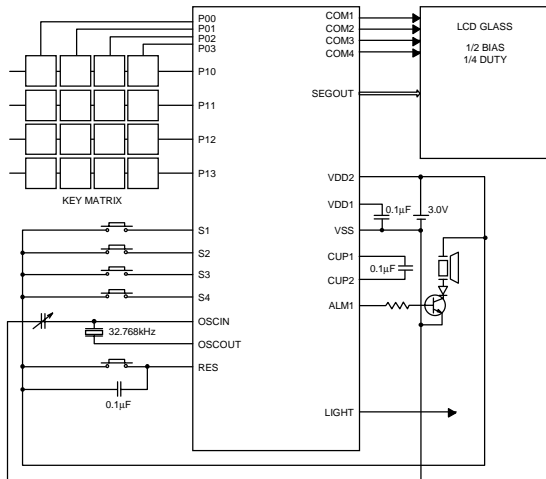 P00
P01
P02
P03
P10
P11
P12
P13
KEY MATRIX
S1
S2
S3
S4
OSCIN
32.768kHz
OSCOUT
RES
0.1µF
COM1
COM2
COM3
COM4
SEGOUT
LCD GLASS
1/2 BIAS
1/4 DUTY
VDD2
VDD1
0.1µF
3.0V
VSS
CUP1
0.1µF
CUP2
ALM1
LIGHT